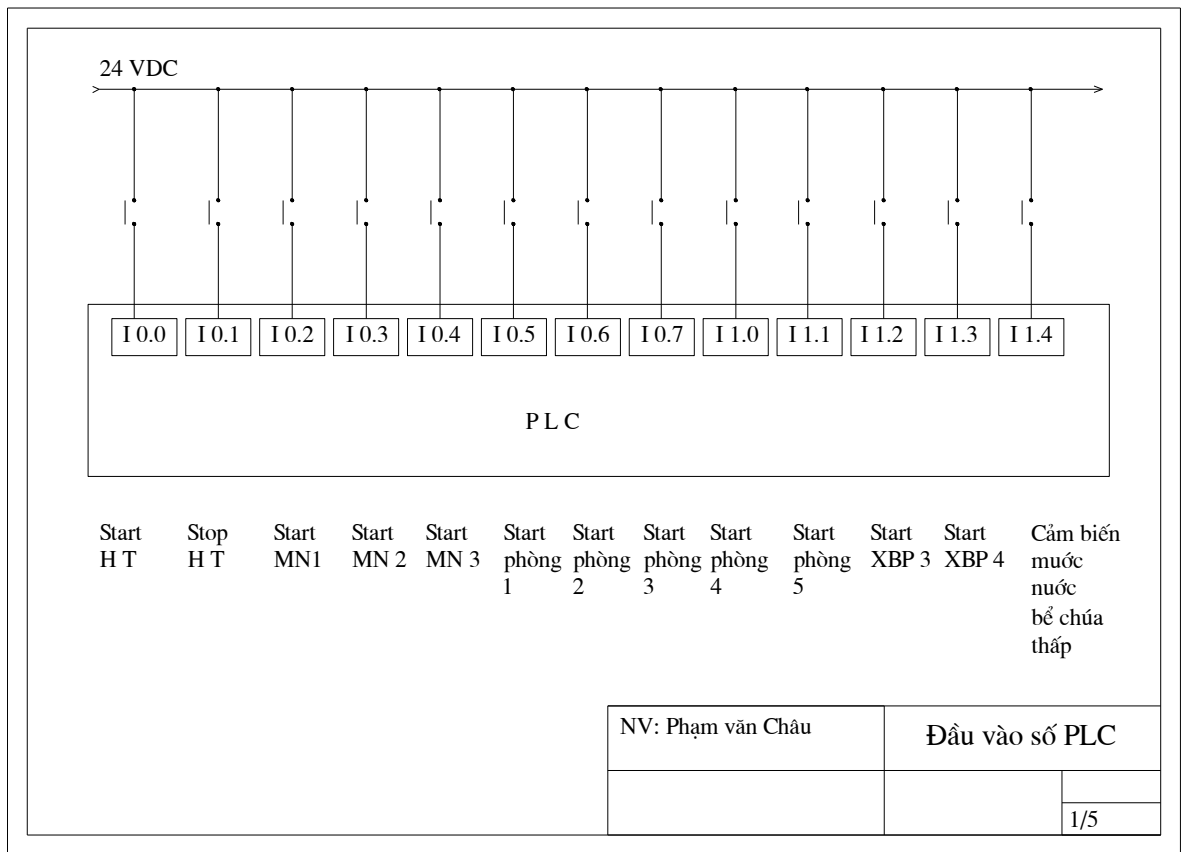 24 VDC
I 0.0 I 0.1 I 0.2 I 0.3 I 0.4 I 0.5 I 0.6 I 0.7 I 1.0 I 1.1 I 1.2 I 1.3 I 1.4
P L C
Start H T
Stop H T
Start MN1
Start MN 2
Start MN 3
Start phòng 1
Start phòng 2
Start phòng 3
Start phòng 4
Start phòng 5
Start XBP 3
Start XBP 4
Cảm biến
muớc
nuớc
bể chúa
thấp
NV: Phạm văn Châu
Đầu vào số PLC
1/5